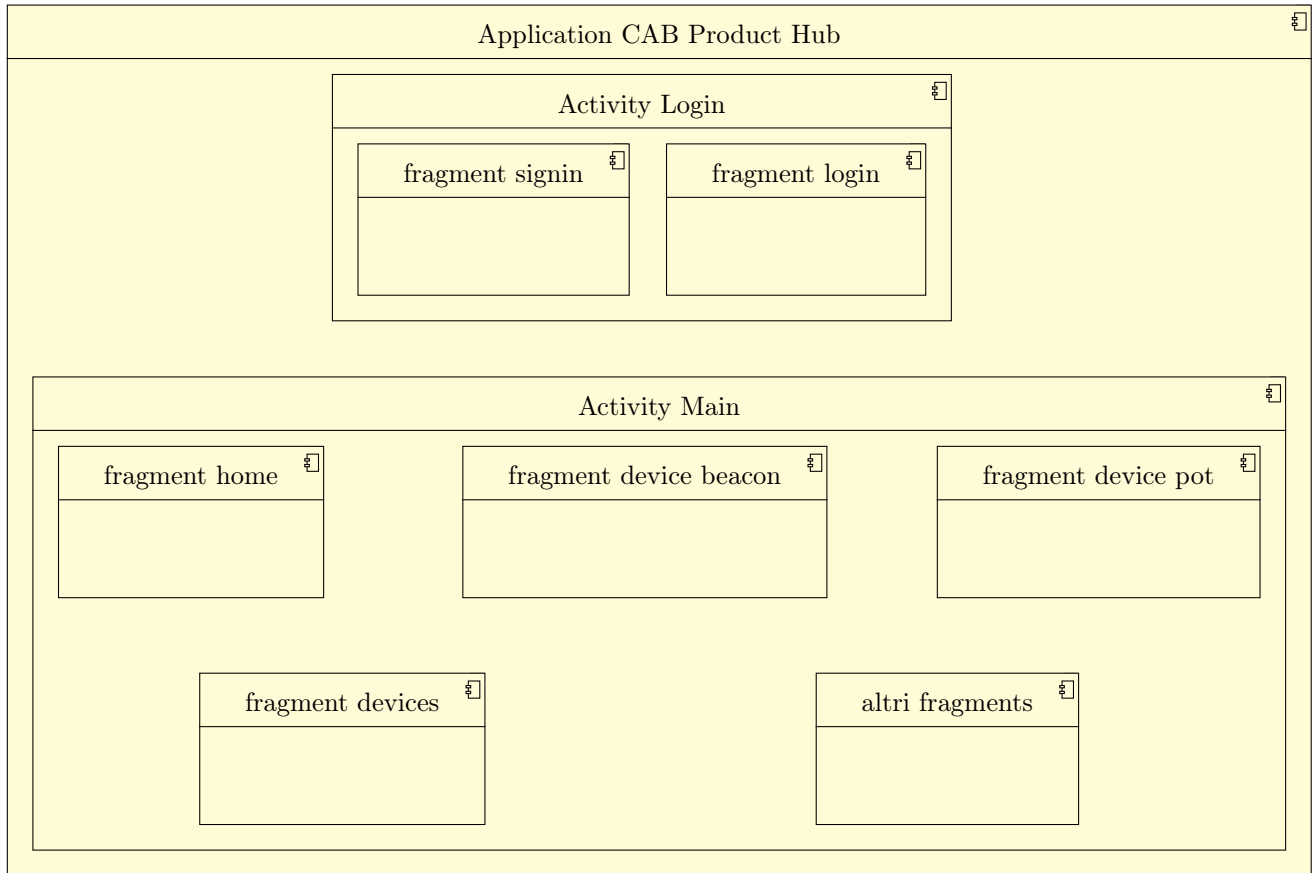 Application CAB Product Hub
Activity Login
fragment signin
fragment login
Activity Main
fragment home
fragment device beacon
fragment device pot
fragment devices
altri fragments